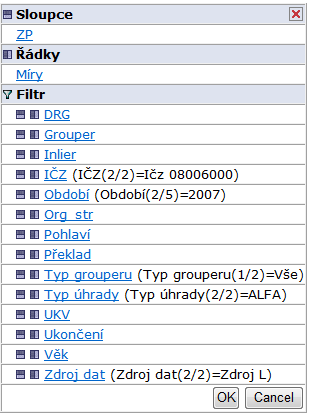 Sloupce
ZP
Řádky
Míry
Filtr
DRG
Grouper
Inlier
IČZ (IČZ(2/2)=Ičz 08006000)
Období (Období(2/5)=2007)
Org_str
Pohlaví
Překlad
Typ grouperu (Typ grouperu(1/2)=Vše)
Typ úhrady (Typ úhrady(2/2)=ALFA)
UKV
Ukončení
Věk
Zdroj dat (Zdroj dat(2/2)=Zdroj L)
OK Cancel